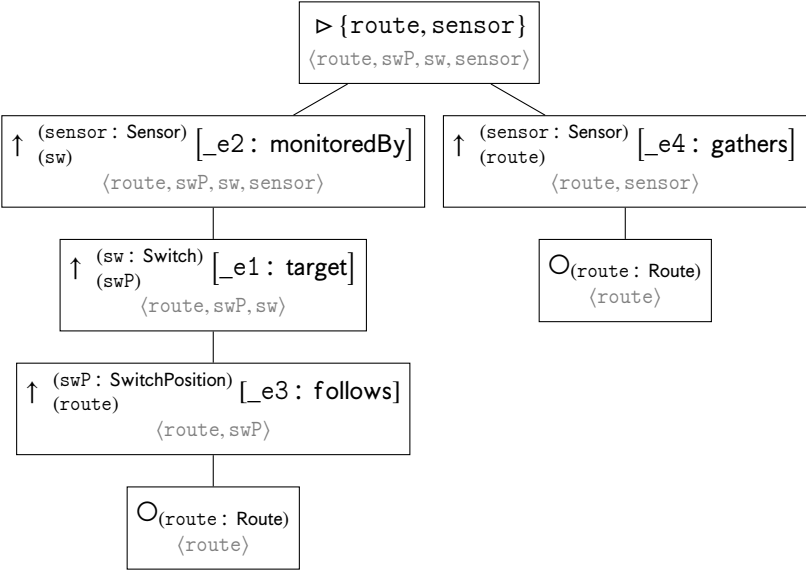 ▷ {route, sensor}
⟨route, swP, sw, sensor⟩
↑ (sensor : Sensor) (sw) [_e2 : monitoredBy]
⟨route, swP, sw, sensor⟩
↑ (sensor : Sensor) (route) [_e4 : gathers]
⟨route, sensor⟩
↑ (sw : Switch) (swP) [_e1 : target]
⟨route, swP, sw⟩
○(route : Route)
⟨route⟩
↑ (swP : SwitchPosition) (route) [_e3 : follows]
⟨route, swP⟩
○(route : Route)
⟨route⟩